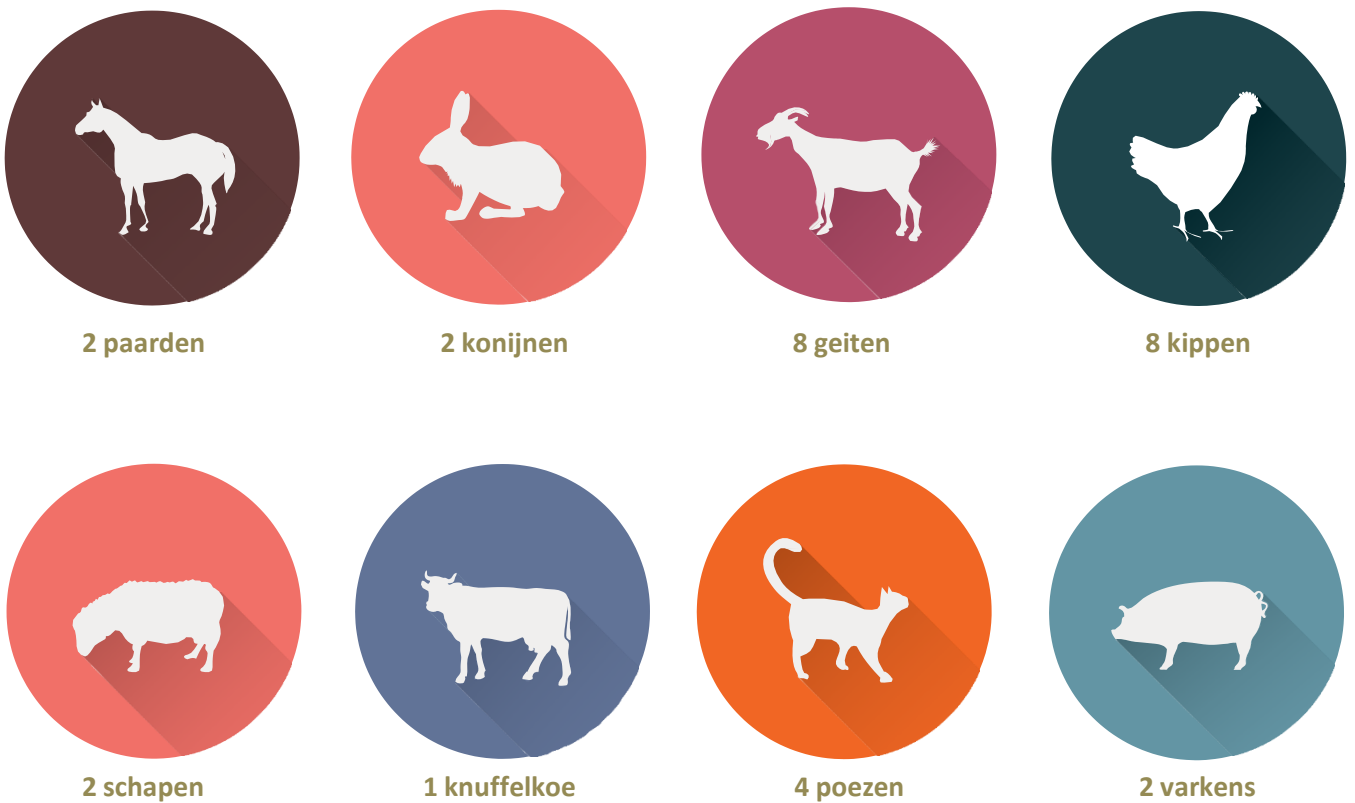 2 paarden
2 konijnen
8 geiten
8 kippen
2 schapen
1 knuffelkoe
4 poezen
2 varkens